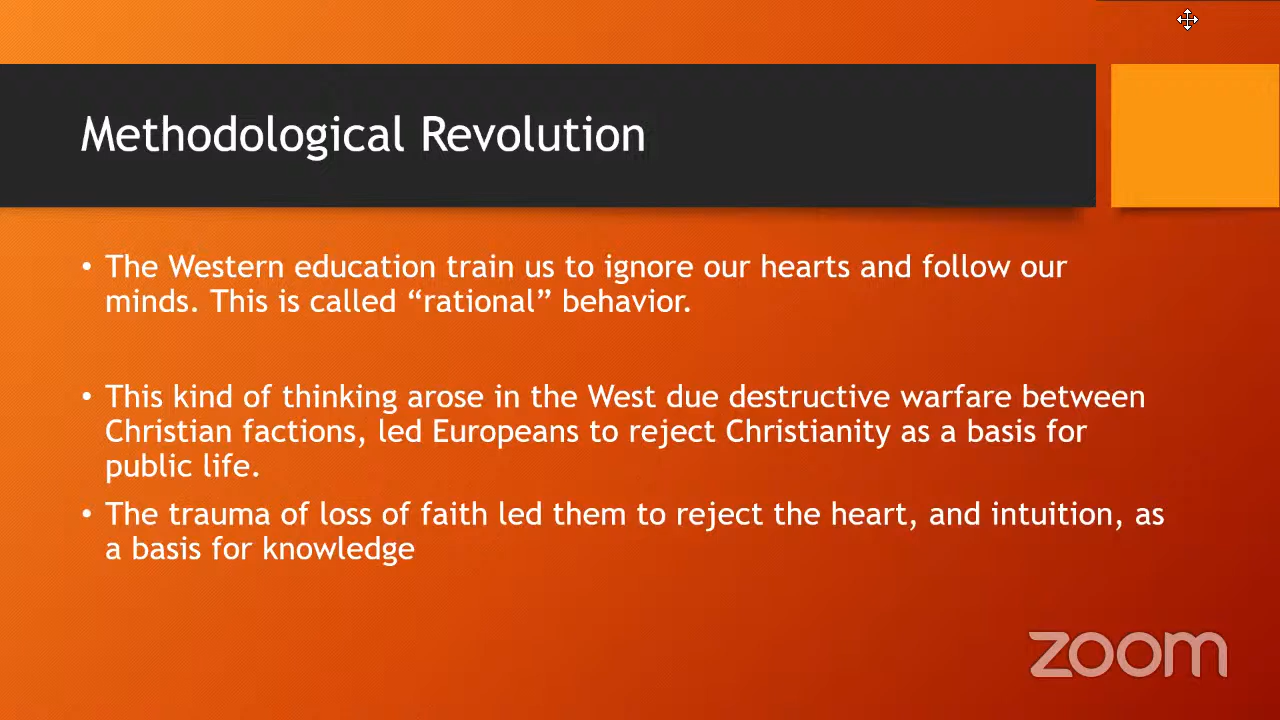 Methodological Revolution
• The Western education train us to ignore our hearts and follow our
minds. This is called “rational” behavior.
• This kind of thinking arose in the West due destructive warfare between
Christian factions, led Europeans to reject Christianity as a basis for
public life.
• The trauma of loss of faith led them to reject the heart, and intuition, as
a basis for knowledge
zoom